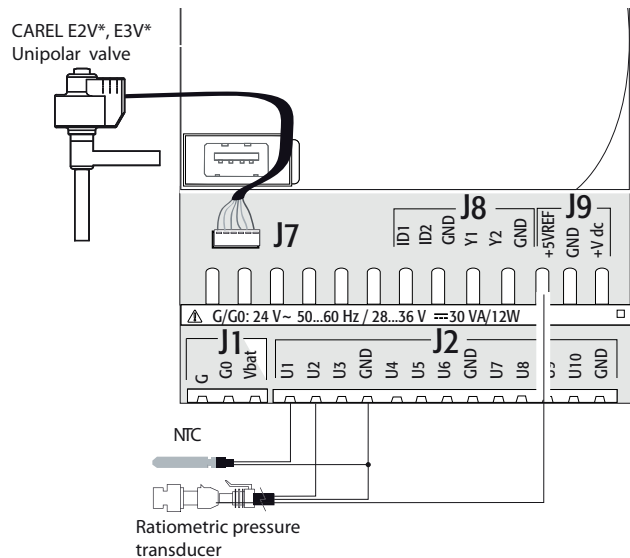 CAREL E2V*, E3V*
Unipolar valve
J7
J8
J9
ID1
ID2
GND
Y1
Y2
GND
+5VREF
GND
+V dc
G/G0: 24 V~ 50...60 Hz / 28...36 V ⎓30 VA/12W
J1
J2
G
G0
Vbat
U1
U2
U3
GND
U4
U5
U6
GND
U7
U8
U10
GND
NTC
Ratiometric pressure
transducer